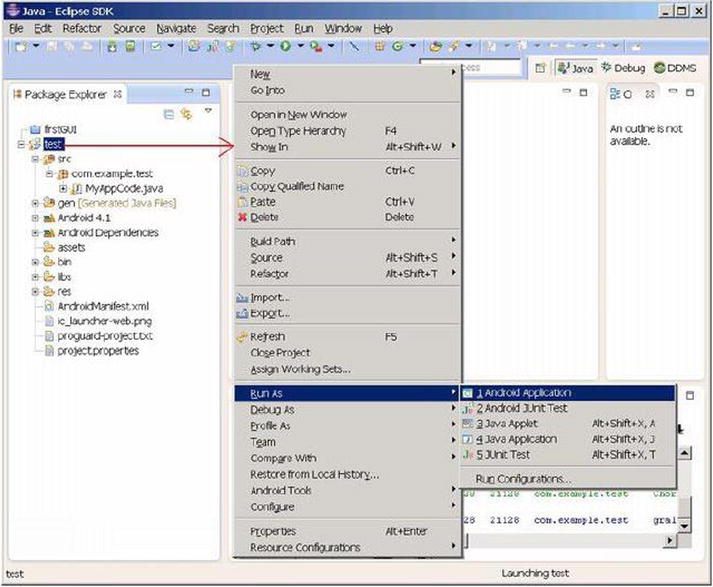 Java - Eclipse SDK
File Edit Refactor Source Navigate Search Project Run Window Help
Java Debug DDMS
Package Explorer
firstGUI
test
src
com.example.test
MyAppCode.java
gen [Generated Java Files]
Android 4.1
Android Dependencies
assets
bin
libs
res
AndroidManifest.xml
ic_launcher-web.png
proguard-project.txt
project.properties
New
Go Into
Open in New Window
Open Type Hierarchy F4
Show In Alt+Shift+W
Copy Ctrl+C
Copy Qualified Name
Paste Ctrl+V
Delete Delete
Build Path
Source Alt+Shift+S
Refactor Alt+Shift+T
Import...
Export...
Refresh F5
Close Project
Assign Working Sets...
Run As
Debug As
Profile As
Team
Compare With
Restore from Local History...
Android Tools
Configure
Properties Alt+Enter
Resource Configurations
1 Android Application
2 Android JUnit Test
3 Java Applet Alt+Shift+X, A
4 Java Application Alt+Shift+X, J
5 JUnit Test Alt+Shift+X, T
Run Configurations...
O
An outline is not
available.
28 21128 com.example.test Chor
28 21128 com.example.test gral
test
Launching test